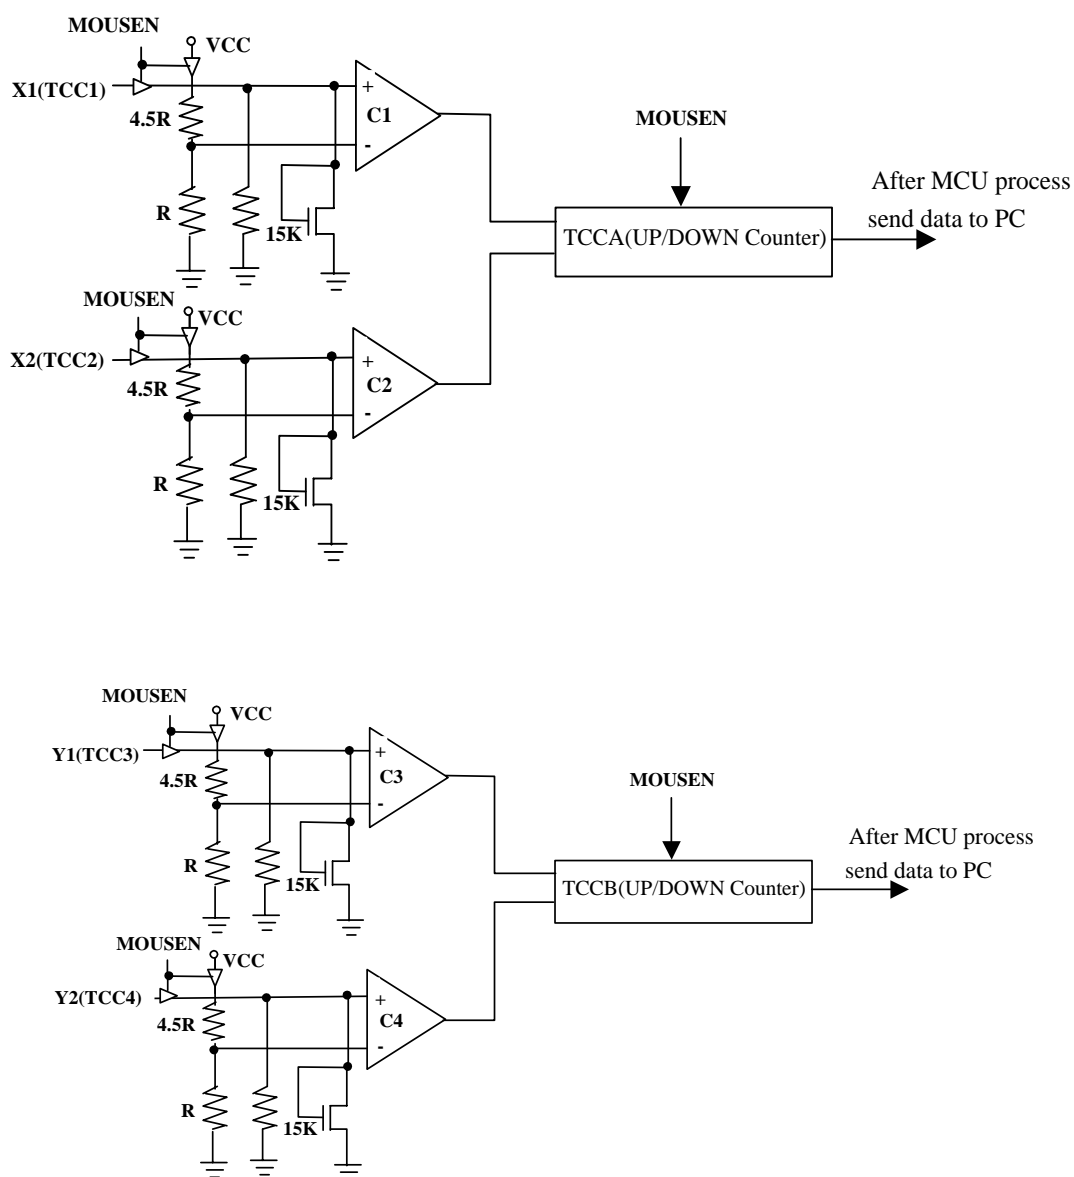 MOUSEN
VCC
X1(TCC1)
4.5R
+
C1
-
R
15K
MOUSEN
VCC
X2(TCC2)
4.5R
+
C2
-
R
15K
MOUSEN
TCCA(UP/DOWN Counter)
After MCU process
send data to PC
MOUSEN
VCC
Y1(TCC3)
4.5R
+
C3
-
R
15K
MOUSEN
VCC
Y2(TCC4)
4.5R
+
C4
-
R
15K
MOUSEN
TCCB(UP/DOWN Counter)
After MCU process
send data to PC